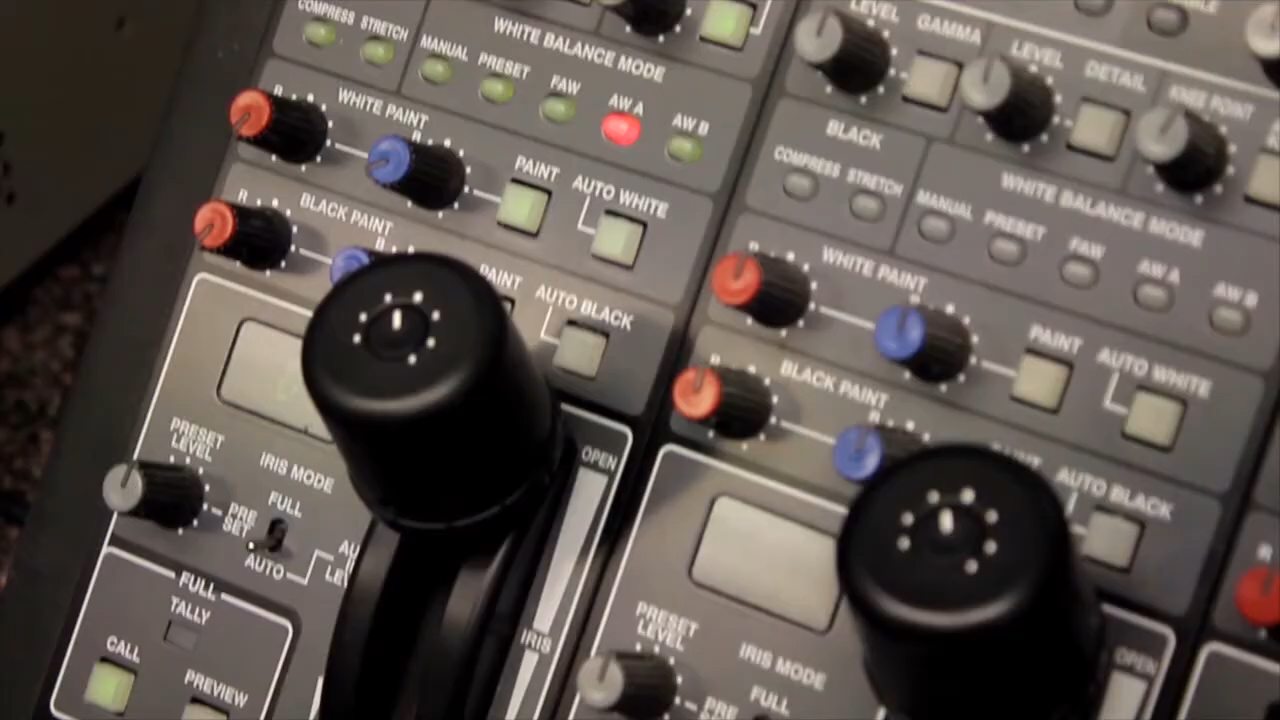 COMPRESS STRETCH
WHITE BALANCE MODE
MANUAL PRESET FAW AW A AW B
R WHITE PAINT B
PAINT AUTO WHITE
R BLACK PAINT B
PAINT AUTO BLACK
PRESET LEVEL
IRIS MODE
FULL
PRE SET
AUTO
OPEN
IRIS
FULL
TALLY
CALL
PREVIEW
LEVEL GAMMA LEVEL DETAIL KNEE POINT
BLACK
COMPRESS STRETCH
WHITE BALANCE MODE
MANUAL PRESET FAW AW A AW B
R WHITE PAINT B
PAINT AUTO WHITE
R BLACK PAINT B
AUTO BLACK
PRESET LEVEL
IRIS MODE
FULL
PRE
OPEN
R